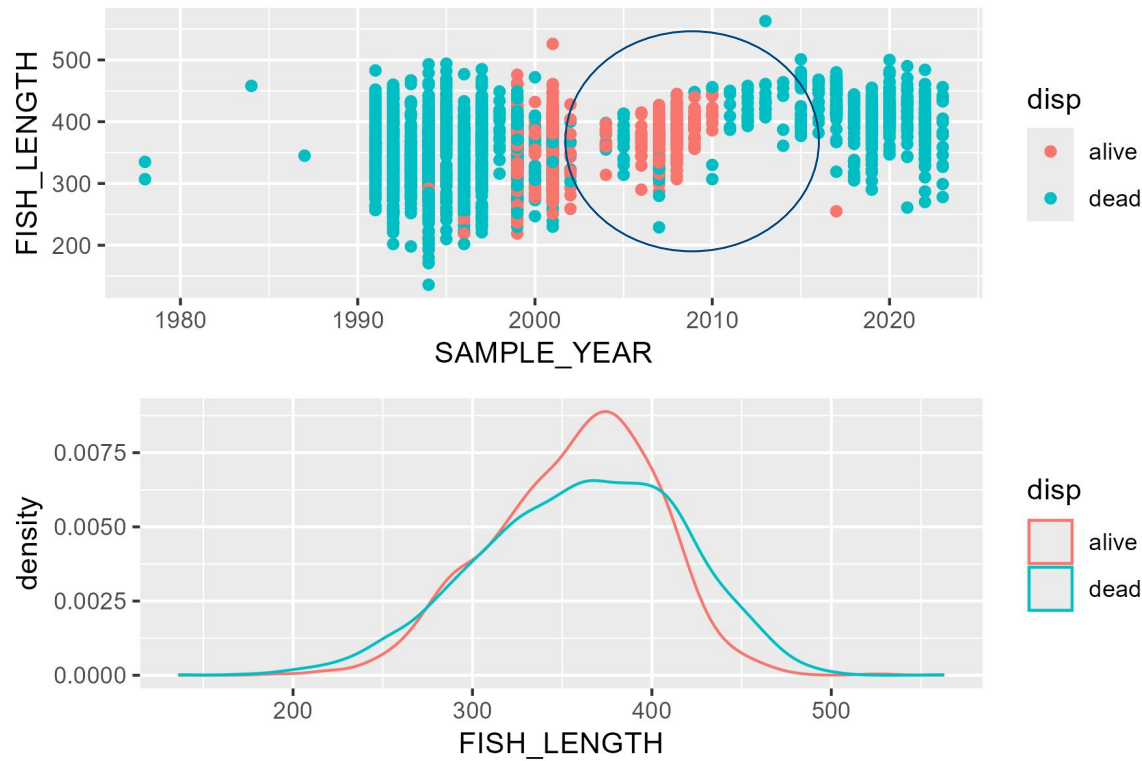 FISH_LENGTH
500
400
300
200
1980
1990
2000
2010
2020
SAMPLE_YEAR
disp
alive
dead
density
0.0075
0.0050
0.0025
0.0000
200
300
400
500
FISH_LENGTH
disp
alive
dead